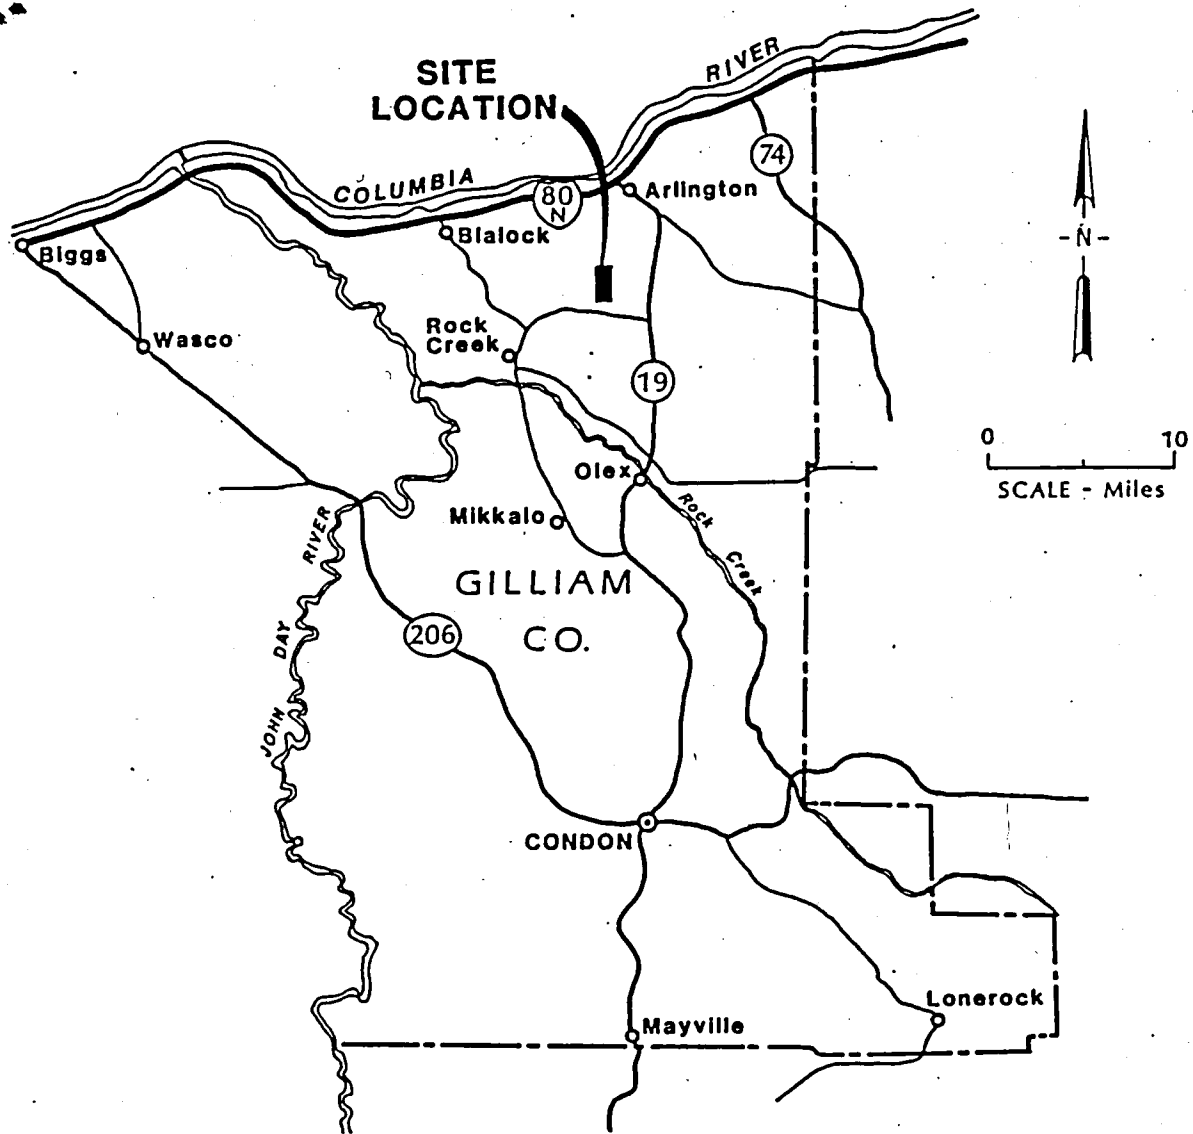 SITE
LOCATION
RIVER
74
COLUMBIA
80
N
Arlington
Blalock
Biggs
-N-
Wasco
Rock
Creek
19
0 10
SCALE - Miles
Olex
Rock
Creek
Mikkalo
RIVER
DAY
JOHN
GILLIAM
CO.
206
CONDON
Lonerock
Mayville